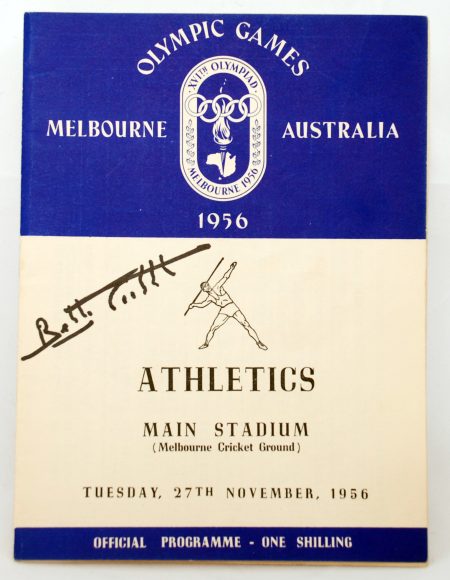 OLYMPIC GAMES
XVITH OLYMPIAD
MELBOURNE 1956
MELBOURNE AUSTRALIA
1956
ATHLETICS
MAIN STADIUM
(Melbourne Cricket Ground)
TUESDAY, 27TH NOVEMBER, 1956
OFFICIAL PROGRAMME - ONE SHILLING